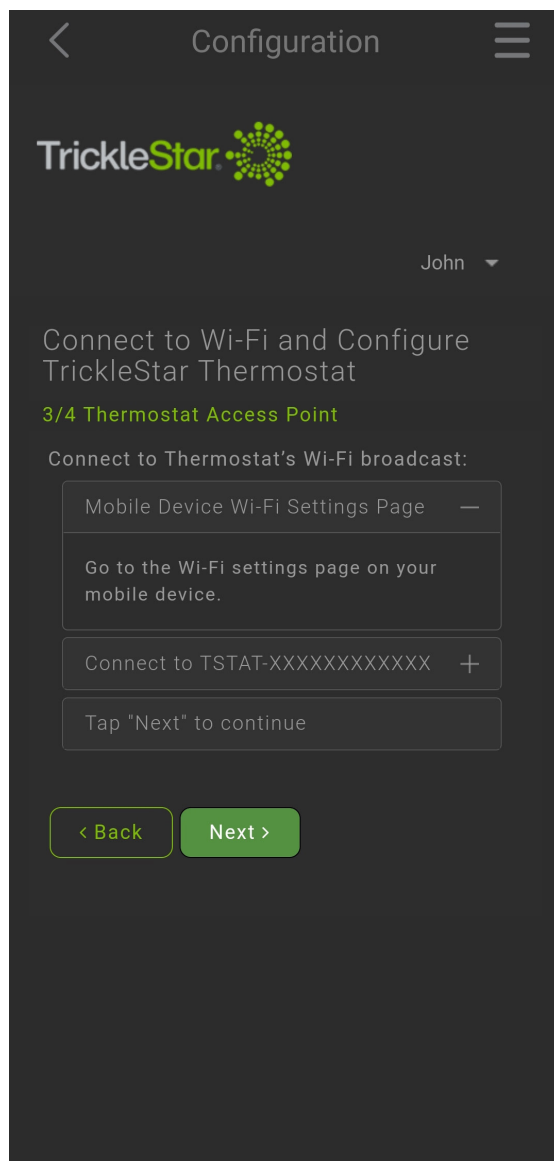 Configuration
TrickleStar®
John
Connect to Wi-Fi and Configure
TrickleStar Thermostat
3/4 Thermostat Access Point
Connect to Thermostat's Wi-Fi broadcast:
Mobile Device Wi-Fi Settings Page
Go to the Wi-Fi settings page on your
mobile device.
Connect to TSTAT-XXXXXXXXXXXX
Tap "Next" to continue
< Back Next >